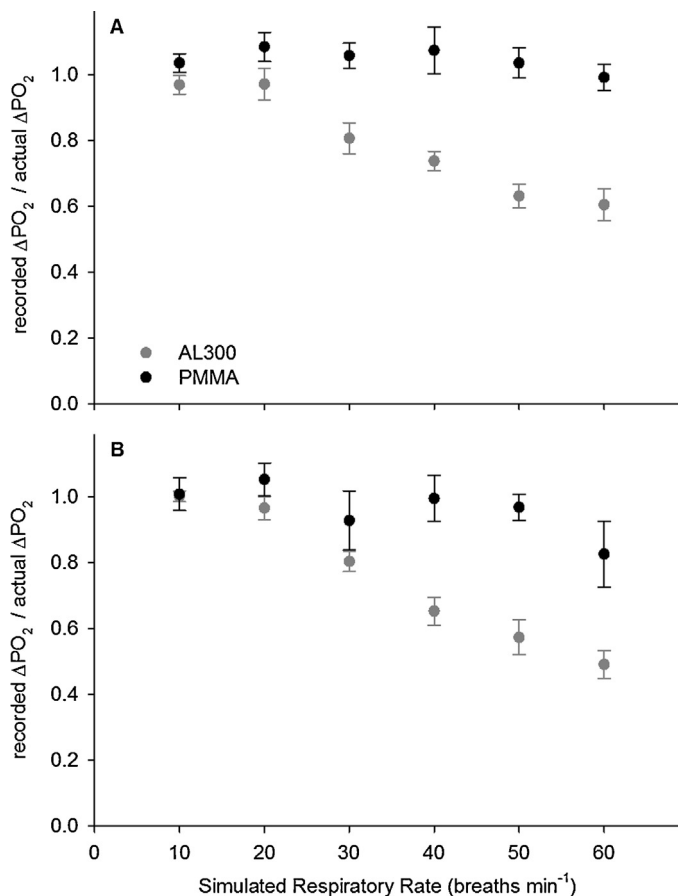 A
1.0
0.8
0.6
0.4
0.2
0.0
recorded ΔPO₂ / actual ΔPO₂
AL300
PMMA
B
1.0
0.8
0.6
0.4
0.2
0.0
recorded ΔPO₂ / actual ΔPO₂
0 10 20 30 40 50 60
Simulated Respiratory Rate (breaths min⁻¹)